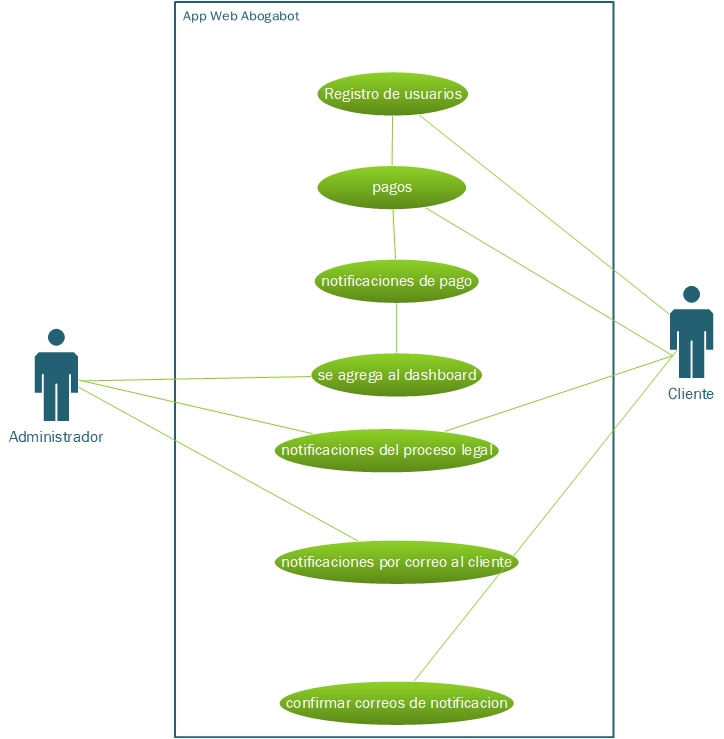 App Web Abogabot
Registro de usuarios
pagos
notificaciones de pago
se agrega al dashboard
Cliente
Administrador
notificaciones del proceso legal
notificaciones por correo al cliente
confirmar correos de notificacion